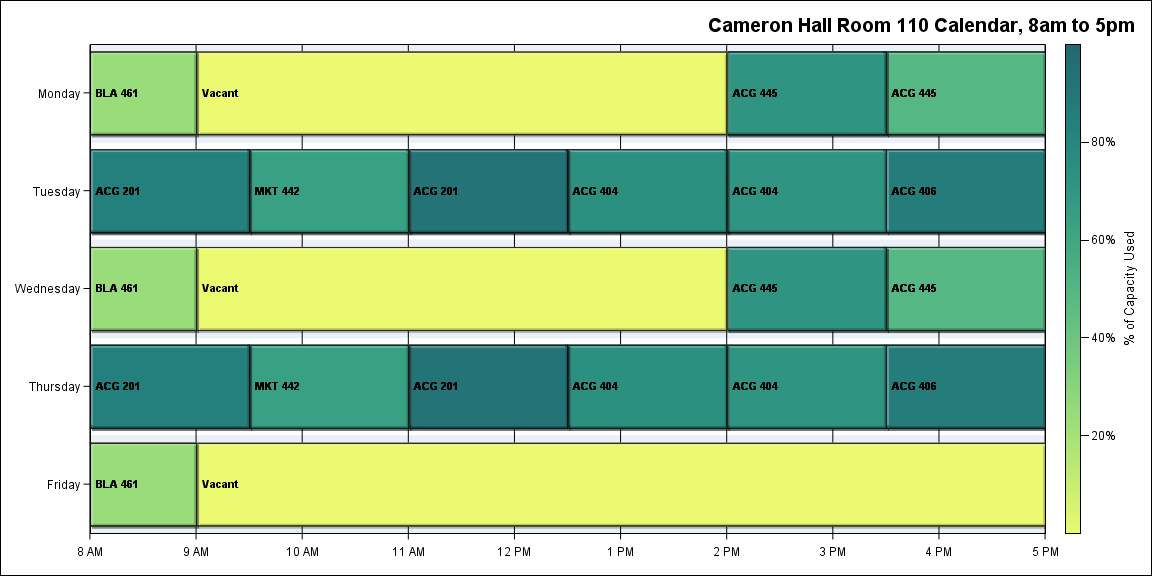 Cameron Hall Room 110 Calendar, 8am to 5pm
Monday
BLA 461
Vacant
ACG 445
ACG 445
Tuesday
ACG 201
MKT 442
ACG 201
ACG 404
ACG 404
ACG 406
Wednesday
BLA 461
Vacant
ACG 445
ACG 445
Thursday
ACG 201
MKT 442
ACG 201
ACG 404
ACG 404
ACG 406
Friday
BLA 461
Vacant
8 AM
9 AM
10 AM
11 AM
12 PM
1 PM
2 PM
3 PM
4 PM
5 PM
80%
60%
40%
20%
% of Capacity Used